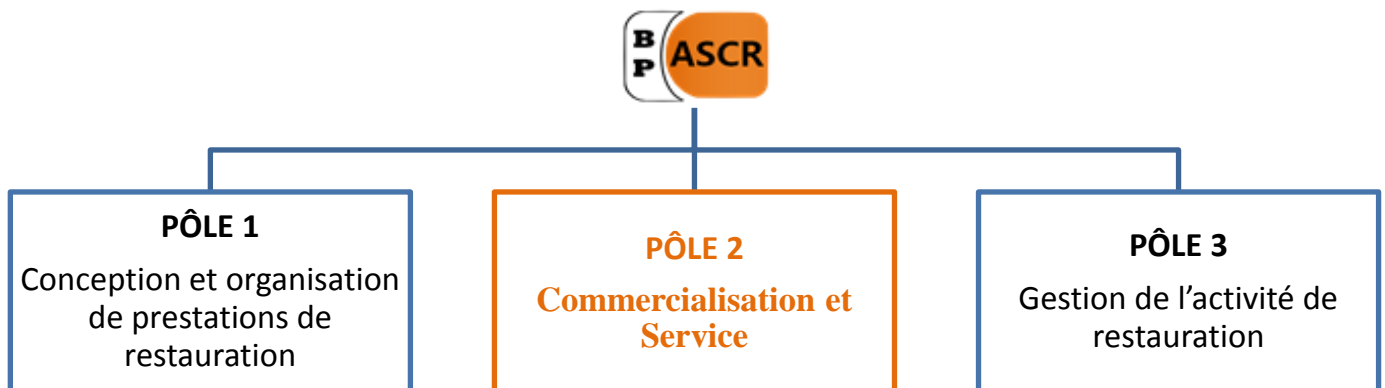 B
P
ASCR
PÔLE 1
Conception et organisation
de prestations de
restauration
PÔLE 2
Commercialisation et
Service
PÔLE 3
Gestion de l’activité de
restauration